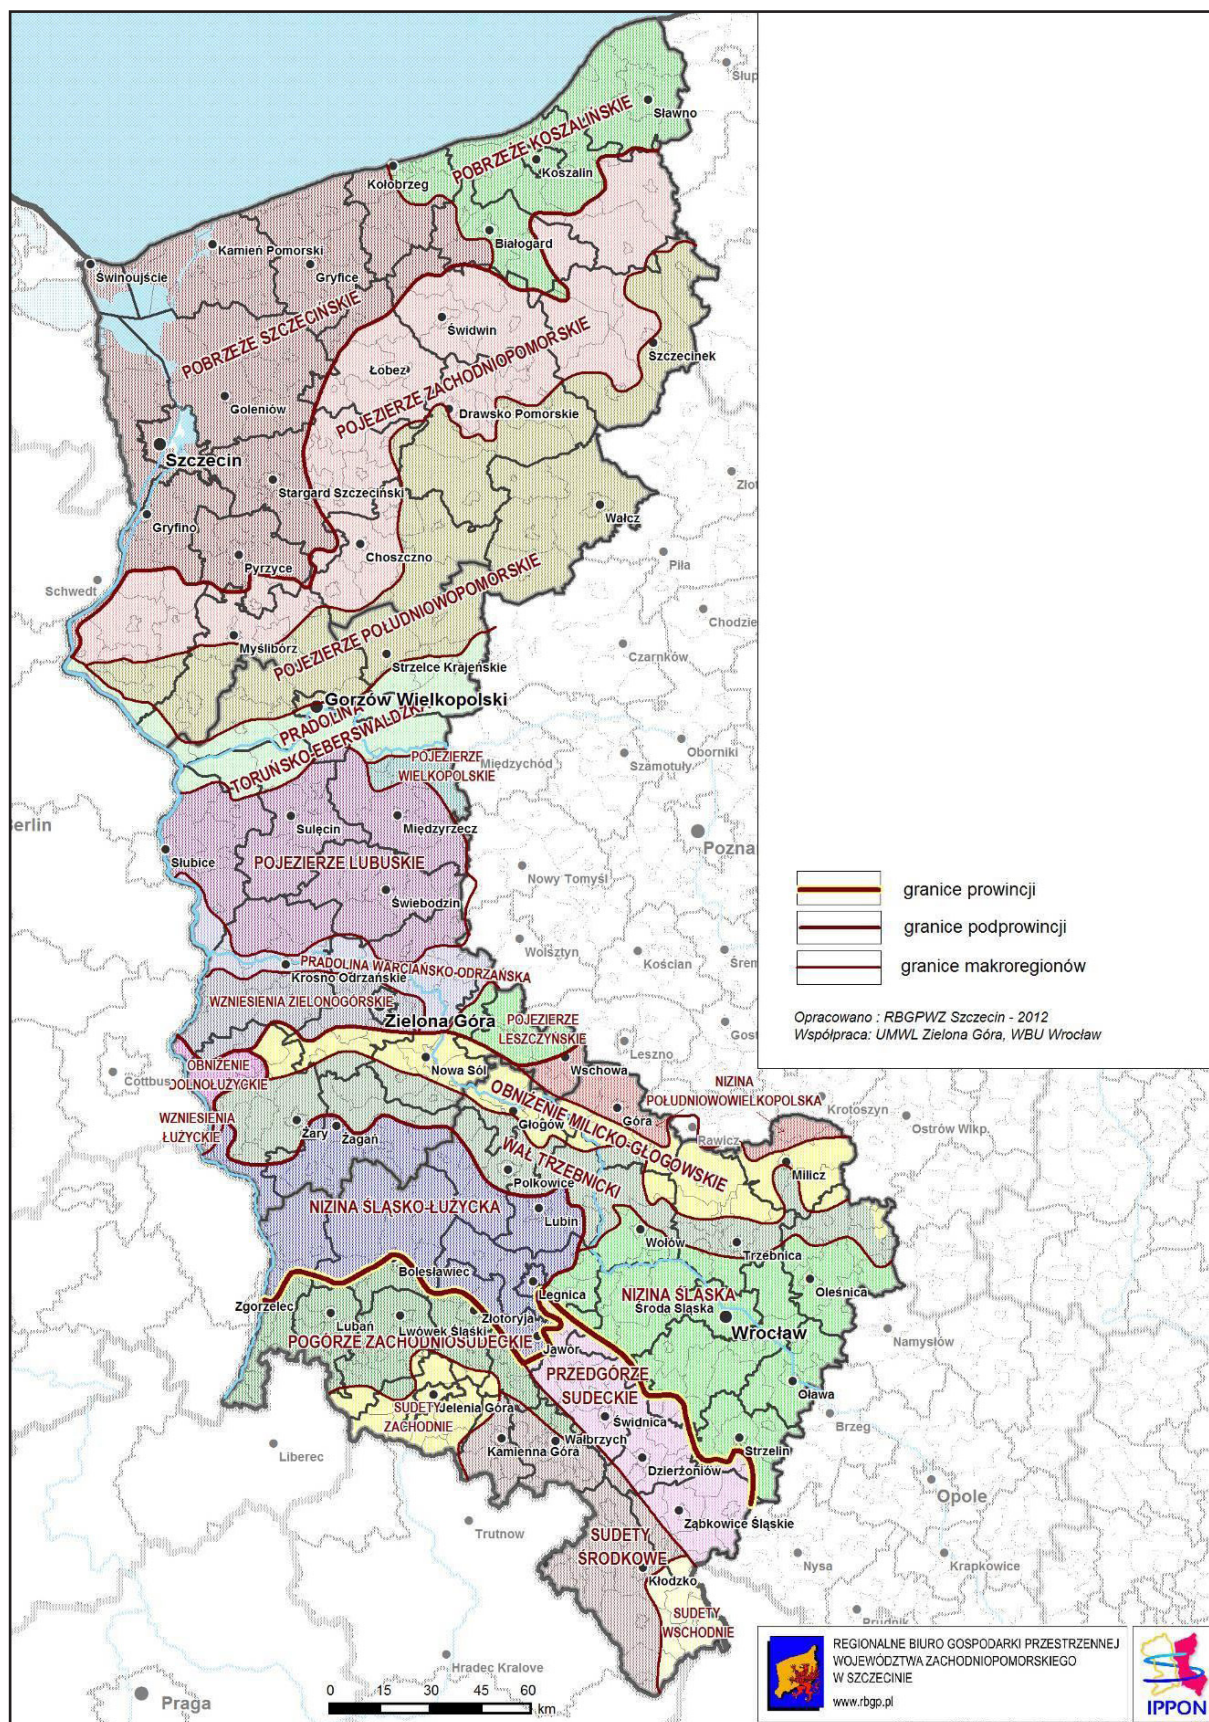 Słup
Sławno
POBRZEŻE KOSZALIŃSKIE
Koszalin
Kołobrzeg
Białogard
Kamień Pomorski
Świnoujście
Gryfice
POBRZEŻE SZCZECIŃSKIE
Świdwin
Szczecinek
Łobez
POJEZIERZE ZACHODNIOPOMORSKIE
Goleniów
Drawsko Pomorskie
Szczecin
Złot
Stargard Szczeciński
Wałcz
Gryfino
Choszczno
Pyrzyce
Piła
Schwedt
POJEZIERZE POŁUDNIOWOPOMORSKIE
Chodzie
Myślibórz
Czarnków
Strzelce Krajeńskie
Gorzów Wielkopolski
PRADOLINA
TORUŃSKO-EBERSWALDZKA
Oborniki
POJEZIERZE
WIELKOPOLSKIE
Międzychód
Szamotuły
Berlin
Sulęcin
Międzyrzecz
Poznań
Słubice
POJEZIERZE LUBUSKIE
Nowy Tomyśl
Świebodzin
granice prowincji
granice podprowincji
granice makroregionów
Wolsztyn
Kościan
Śrem
PRADOLINA WARCIAŃSKO-ODRZAŃSKA
Krosno Odrzańskie
WZNIESIENIA ZIELONOGÓRSKIE
Zielona Góra
POJEZIERZE
LESZCZYŃSKIE
Gost
Opracowano : RBGPWZ Szczecin - 2012
Współpraca: UMWL Zielona Góra, WBU Wrocław
Leszno
Cottbus
OBNIŻENIE
DOLNOŁUŻYCKIE
Nowa Sól
Wschowa
NIZINA
POŁUDNIOWOWIELKOPOLSKA
Krotoszyn
Ostrów Wlkp.
WZNIESIENIA
ŁUŻYCKIE
OBNIŻENIE MILICKO-GŁOGOWSKIE
Góra
Żary
Żagań
Głogów
Rawicz
WAŁ TRZEBNICKI
Milicz
Polkowice
NIZINA ŚLĄSKO-ŁUŻYCKA
Lubin
Wołów
Trzebnica
Bolesławiec
Legnica
NIZINA ŚLĄSKA
Oleśnica
Zgorzelec
Lubań
Lwówek Śląski
Złotoryja
Środa Śląska
Wrocław
Namysłów
POGÓRZE ZACHODNIOSUDECKIE
Jawor
PRZEDGÓRZE
SUDECKIE
Oława
SUDETY
ZACHODNIE
Jelenia Góra
Świdnica
Brzeg
Kamienna Góra
Wałbrzych
Strzelin
Liberec
Dzierżoniów
Opole
Trutnow
Ząbkowice Śląskie
SUDETY
ŚRODKOWE
Nysa
Krapkowice
Kłodzko
Prudnik
SUDETY
WSCHODNIE
Hradec Kralove
Praga
0 15 30 45 60
km
REGIONALNE BIURO GOSPODARKI PRZESTRZENNEJ
WOJEWÓDZTWA ZACHODNIOPOMORSKIEGO
W SZCZECINIE
www.rbgp.pl
IPPON